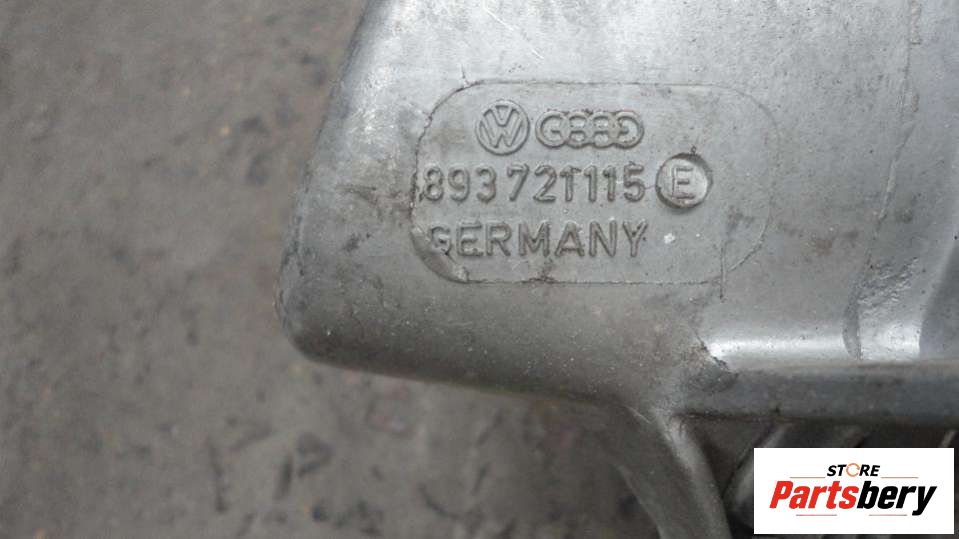 893 721 115 E
GERMANY
STORE
Partsbery